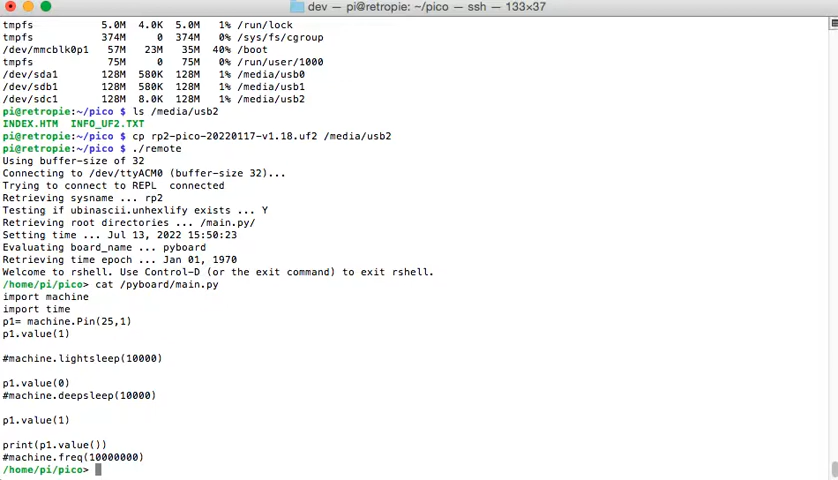 dev — pi@retropie: ~/pico — ssh — 133×37
tmpfs 5.0M 4.0K 5.0M 1% /run/lock
tmpfs 374M 0 374M 0% /sys/fs/cgroup
/dev/mmcblk0p1 57M 23M 35M 40% /boot
tmpfs 75M 0 75M 0% /run/user/1000
/dev/sda1 128M 580K 128M 1% /media/usb0
/dev/sdb1 128M 580K 128M 1% /media/usb1
/dev/sdc1 128M 8.0K 128M 1% /media/usb2
pi@retropie:~/pico $ ls /media/usb2
INDEX.HTM INFO_UF2.TXT
pi@retropie:~/pico $ cp rp2-pico-20220117-v1.18.uf2 /media/usb2
pi@retropie:~/pico $ ./remote
Using buffer-size of 32
Connecting to /dev/ttyACM0 (buffer-size 32)...
Trying to connect to REPL connected
Retrieving sysname ... rp2
Testing if ubinascii.unhexlify exists ... Y
Retrieving root directories ... /main.py/
Setting time ... Jul 13, 2022 15:50:23
Evaluating board_name ... pyboard
Retrieving time epoch ... Jan 01, 1970
Welcome to rshell. Use Control-D (or the exit command) to exit rshell.
/home/pi/pico> cat /pyboard/main.py
import machine
import time
p1= machine.Pin(25,1)
p1.value(1)
#machine.lightsleep(10000)
p1.value(0)
#machine.deepsleep(10000)
p1.value(1)
print(p1.value())
#machine.freq(10000000)
/home/pi/pico>